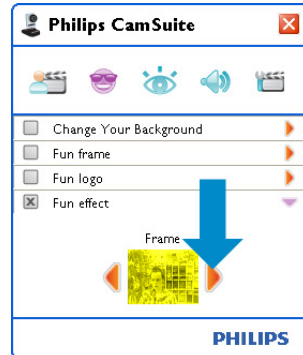 Philips CamSuite
Change Your Background
Fun frame
Fun logo
Fun effect
Frame
PHILIPS